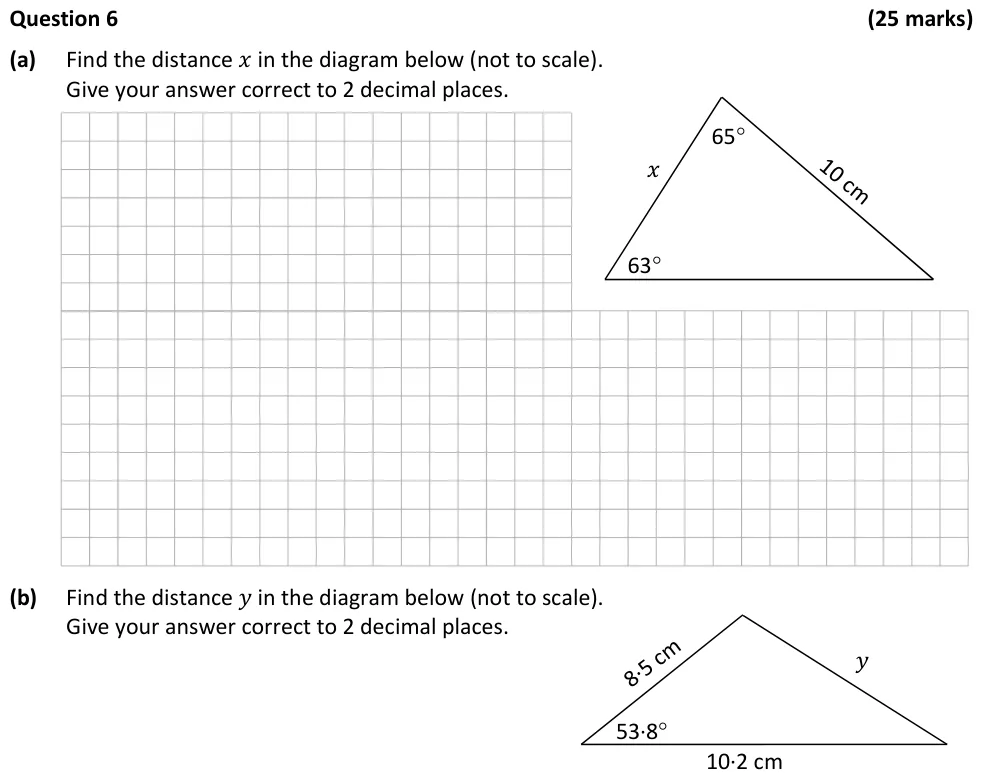 Question 6 (25 marks)
(a) Find the distance x in the diagram below (not to scale).
Give your answer correct to 2 decimal places.
65°
x
10 cm
63°
(b) Find the distance y in the diagram below (not to scale).
Give your answer correct to 2 decimal places.
8·5 cm
y
53·8°
10·2 cm